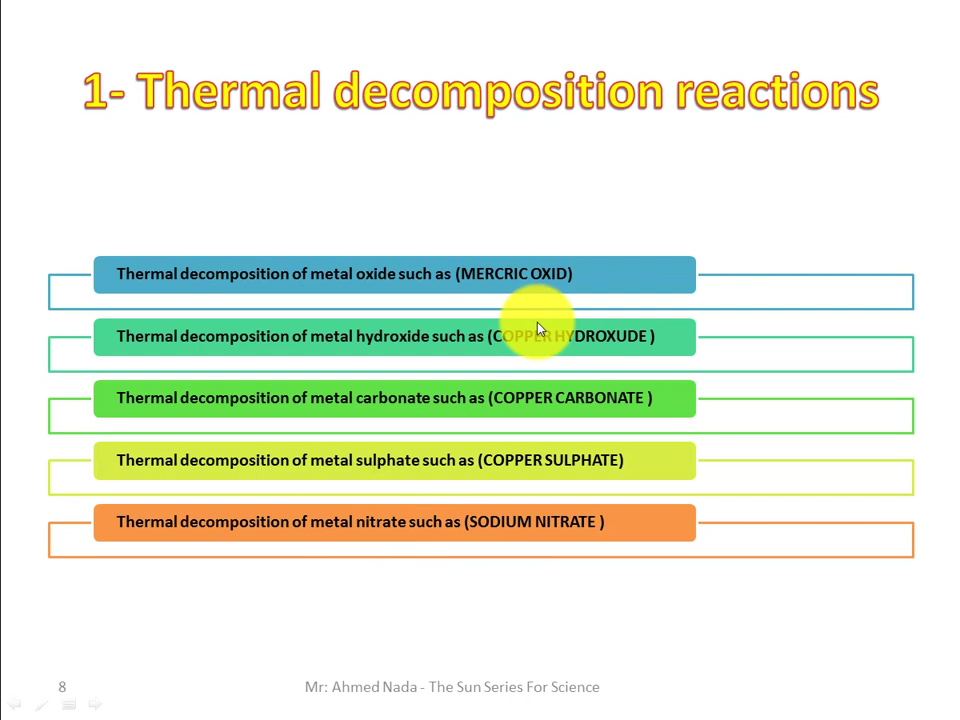 1- Thermal decomposition reactions
Thermal decomposition of metal oxide such as (MERCRIC OXID)
Thermal decomposition of metal hydroxide such as (COPPER HYDROXUDE )
Thermal decomposition of metal carbonate such as (COPPER CARBONATE )
Thermal decomposition of metal sulphate such as (COPPER SULPHATE)
Thermal decomposition of metal nitrate such as (SODIUM NITRATE )
8
Mr: Ahmed Nada - The Sun Series For Science